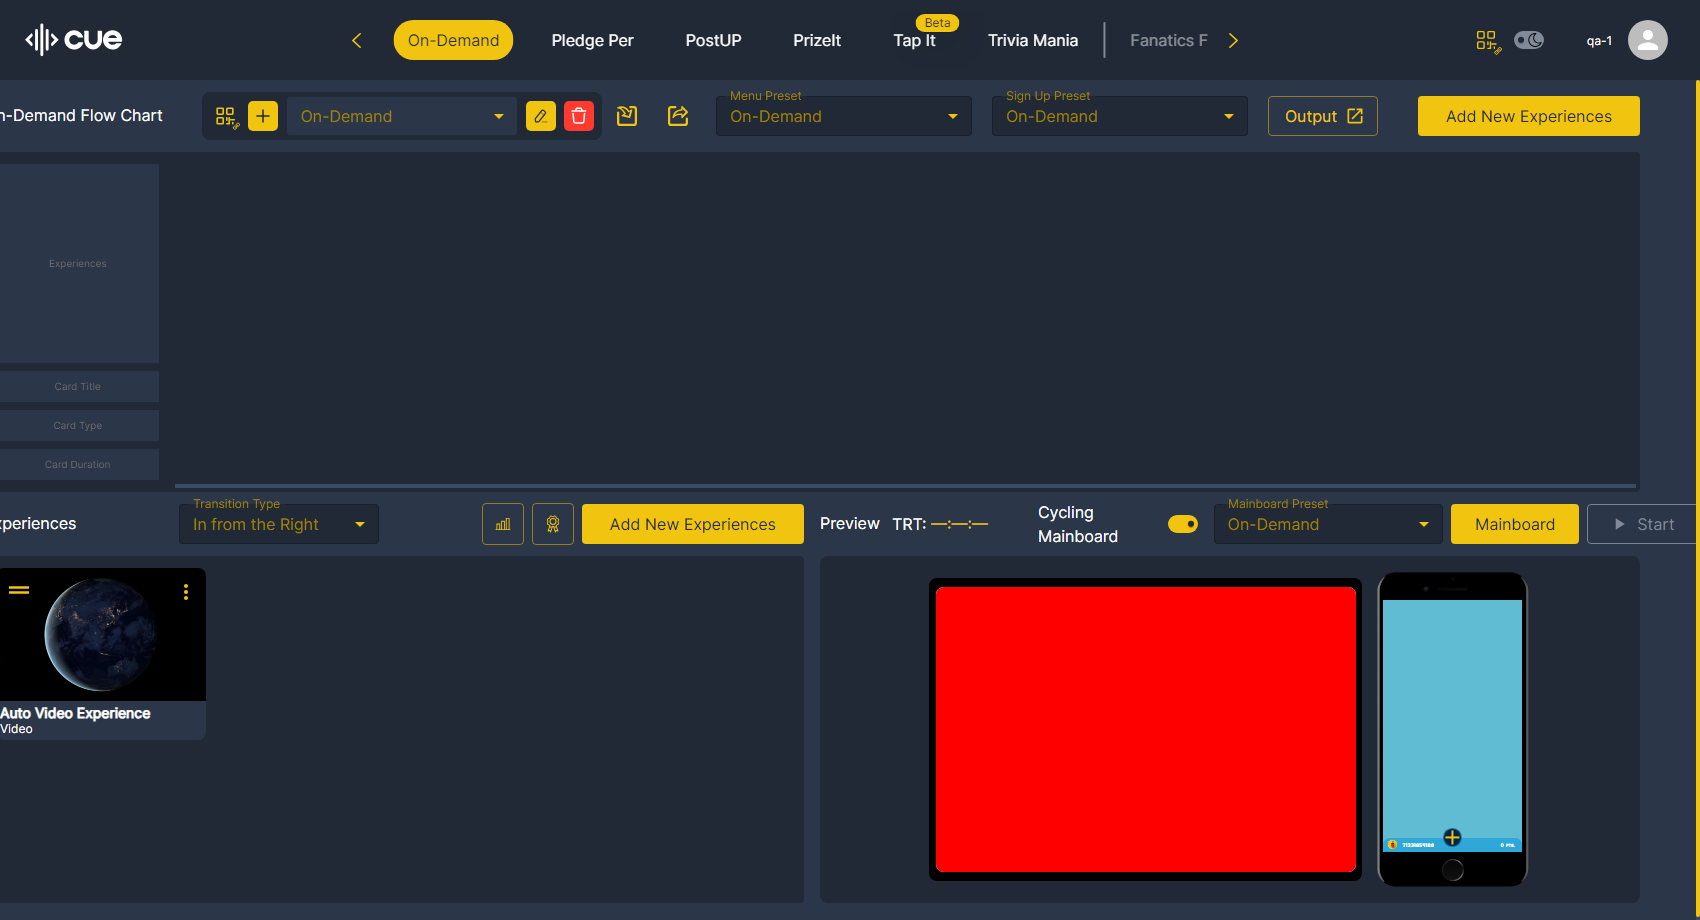 cue
On-Demand
Pledge Per
PostUP
PrizeIt
Beta
Tap It
Trivia Mania
Fanatics F
qa-1
n-Demand Flow Chart
On-Demand
Menu Preset
On-Demand
Sign Up Preset
On-Demand
Output
Add New Experiences
Experiences
Card Title
Card Type
Card Duration
xperiences
Transition Type
In from the Right
Add New Experiences
Preview
TRT: —:—:—
Cycling
Mainboard
Mainboard Preset
On-Demand
Mainboard
Start
Auto Video Experience
Video
0 PTS.